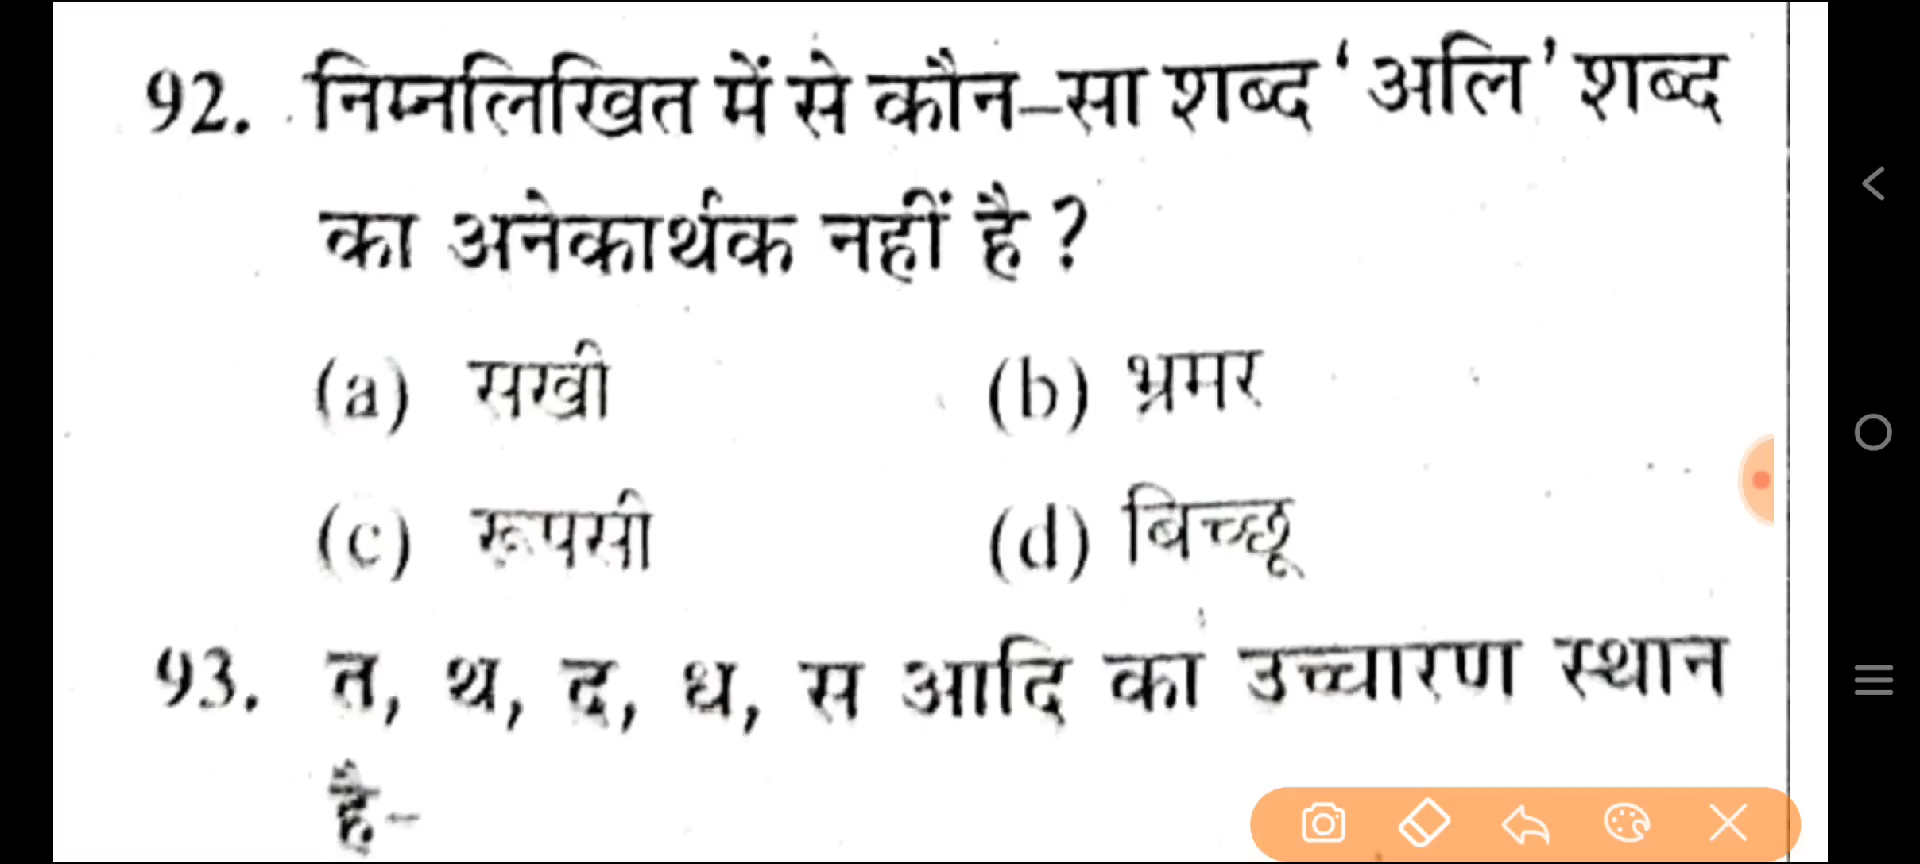 92. निम्नलिखित में से कौन-सा शब्द 'अलि' शब्द
का अनेकार्थक नहीं है ?
(a) सखी (b) भ्रमर
(c) रूपसी (d) बिच्छू
93. त, थ, द, ध, स आदि का उच्चारण स्थान
है-